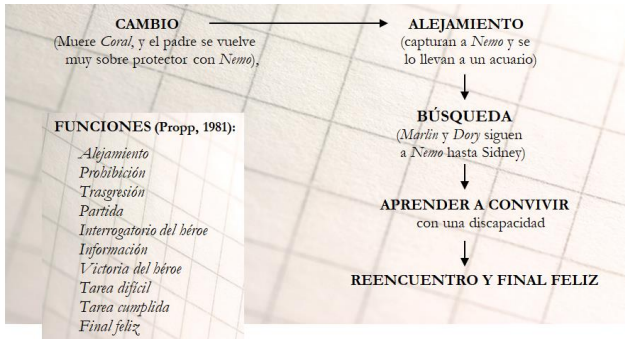 CAMBIO
(Muere Coral, y el padre se vuelve
muy sobre protector con Nemo),
ALEJAMIENTO
(capturan a Nemo y se
lo llevan a un acuario)
BÚSQUEDA
(Marlin y Dory siguen
a Nemo hasta Sidney)
APRENDER A CONVIVIR
con una discapacidad
REENCUENTRO Y FINAL FELIZ
FUNCIONES (Propp, 1981):
Alejamiento
Prohibición
Trasgresión
Partida
Interrogatorio del héroe
Información
Victoria del héroe
Tarea difícil
Tarea cumplida
Final feliz